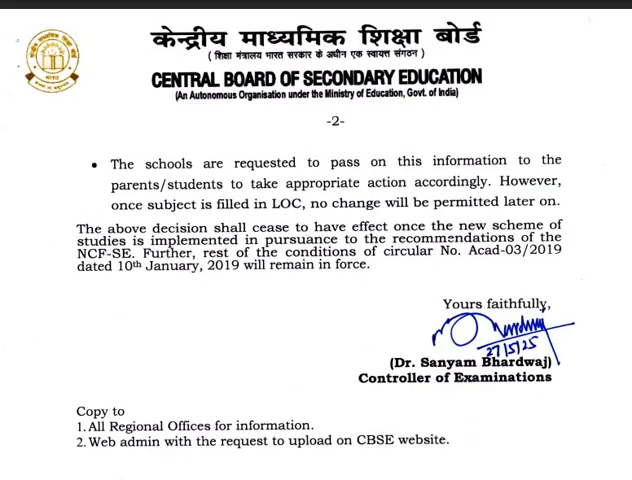 केन्द्रीय माध्यमिक शिक्षा बोर्ड
( शिक्षा मंत्रालय भारत सरकार के अधीन एक स्वायत्त संगठन )
CENTRAL BOARD OF SECONDARY EDUCATION
(An Autonomous Organisation under the Ministry of Education, Govt. of India)
-2-
• The schools are requested to pass on this information to the
parents/students to take appropriate action accordingly. However,
once subject is filled in LOC, no change will be permitted later on.
The above decision shall cease to have effect once the new scheme of
studies is implemented in pursuance to the recommendations of the
NCF-SE. Further, rest of the conditions of circular No. Acad-03/2019
dated 10th January, 2019 will remain in force.
Yours faithfully,
27/5/25
(Dr. Sanyam Bhardwaj)
Controller of Examinations
Copy to
1. All Regional Offices for information.
2. Web admin with the request to upload on CBSE website.
भारत